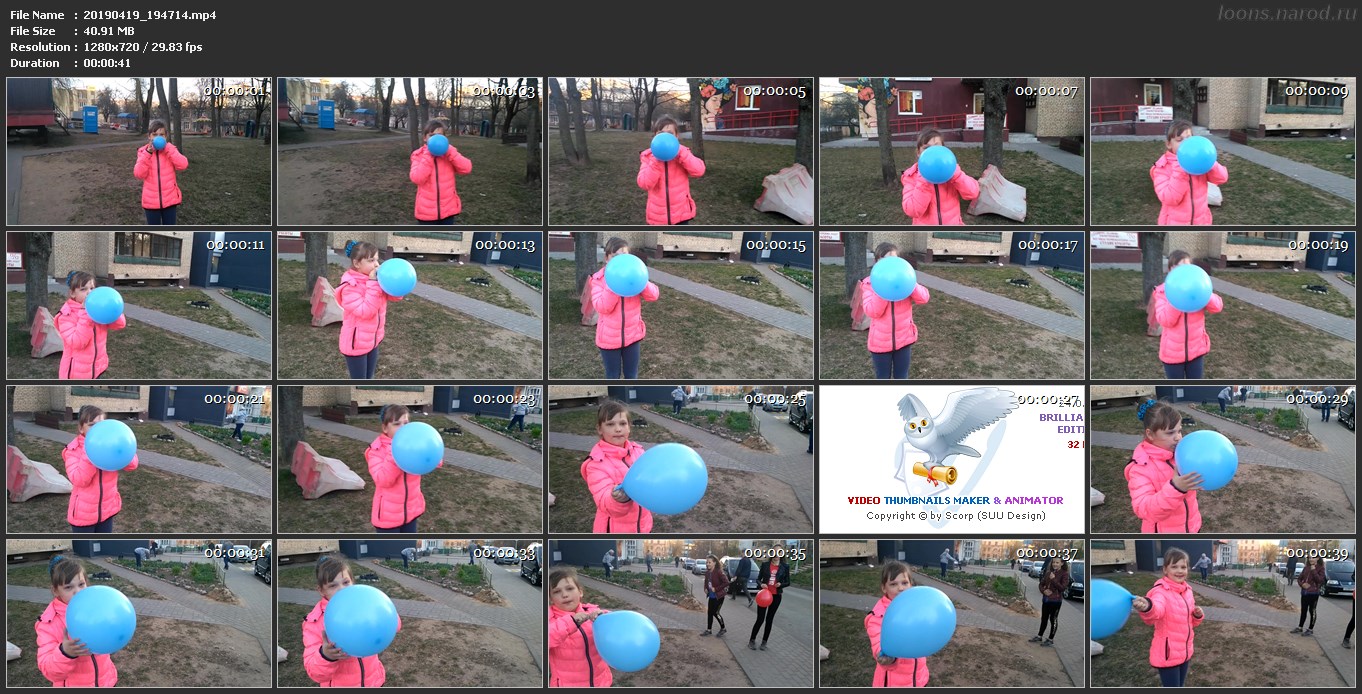 File Name : 20190419_194714.mp4
File Size : 40.91 MB
Resolution : 1280x720 / 29.83 fps
Duration : 00:00:41
loons.narod.ru
00:00:01
00:00:03
00:00:05
00:00:07
00:00:09
00:00:11
00:00:13
00:00:15
00:00:17
00:00:19
00:00:21
00:00:23
00:00:25
00:00:27
BRILLIA
EDIT
32
VIDEO THUMBNAILS MAKER & ANIMATOR
Copyright © by Scorp (SUU Design)
00:00:29
00:00:31
00:00:33
00:00:35
00:00:37
00:00:39